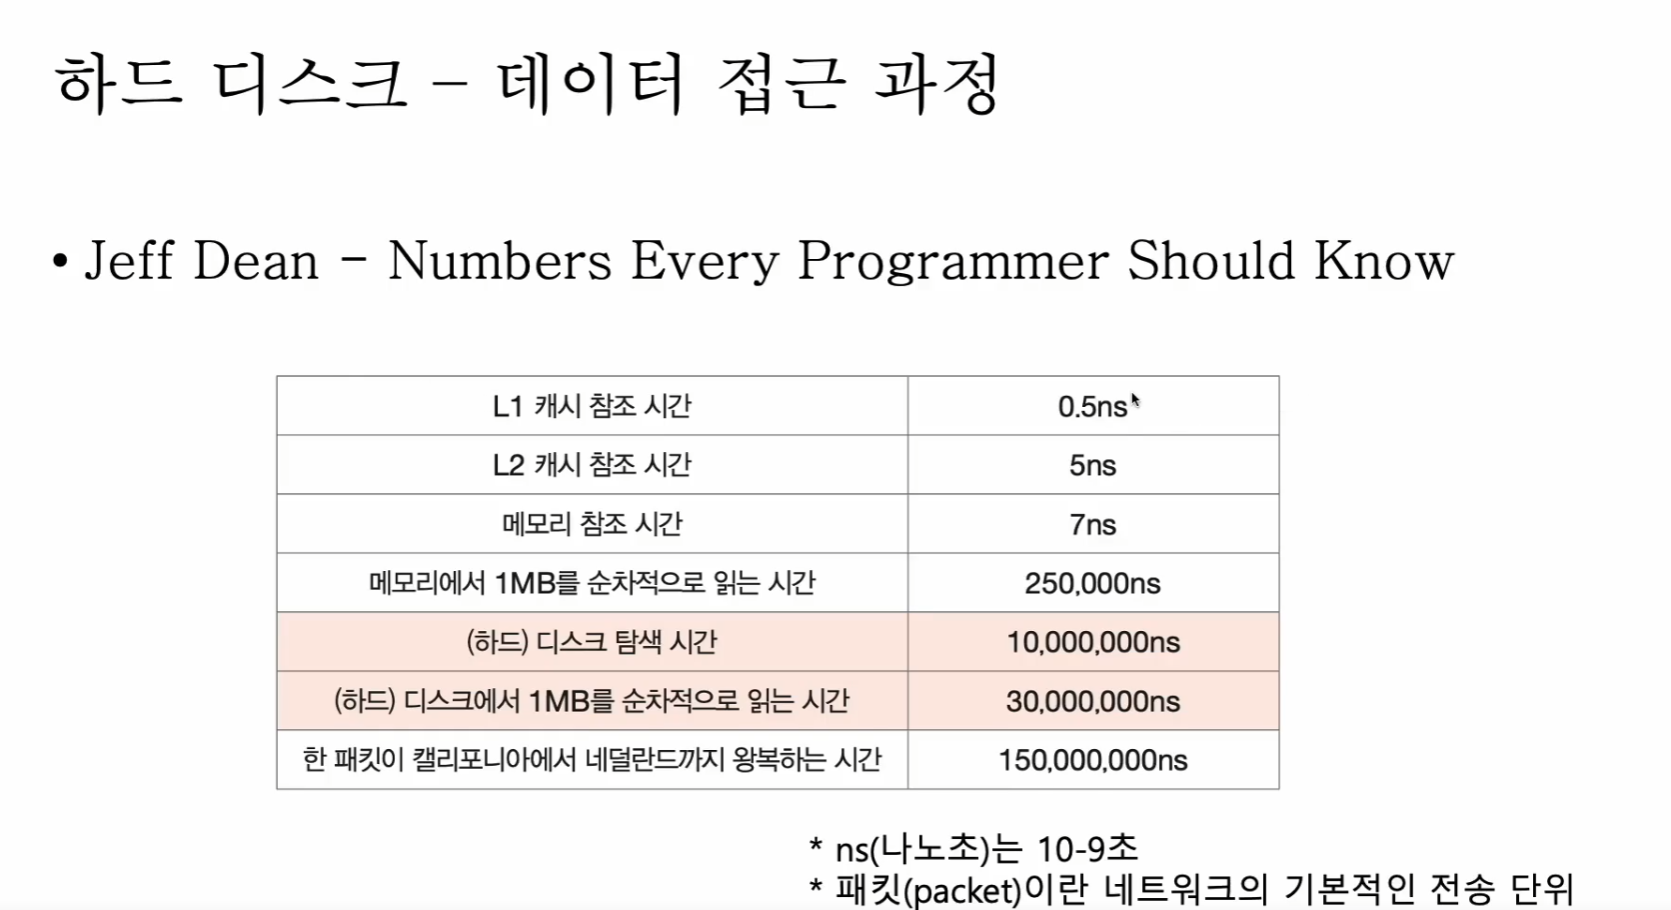 하드 디스크 – 데이터 접근 과정
• Jeff Dean – Numbers Every Programmer Should Know
L1 캐시 참조 시간 0.5ns
L2 캐시 참조 시간 5ns
메모리 참조 시간 7ns
메모리에서 1MB를 순차적으로 읽는 시간 250,000ns
(하드) 디스크 탐색 시간 10,000,000ns
(하드) 디스크에서 1MB를 순차적으로 읽는 시간 30,000,000ns
한 패킷이 캘리포니아에서 네덜란드까지 왕복하는 시간 150,000,000ns
* ns(나노초)는 10-9초
* 패킷(packet)이란 네트워크의 기본적인 전송 단위